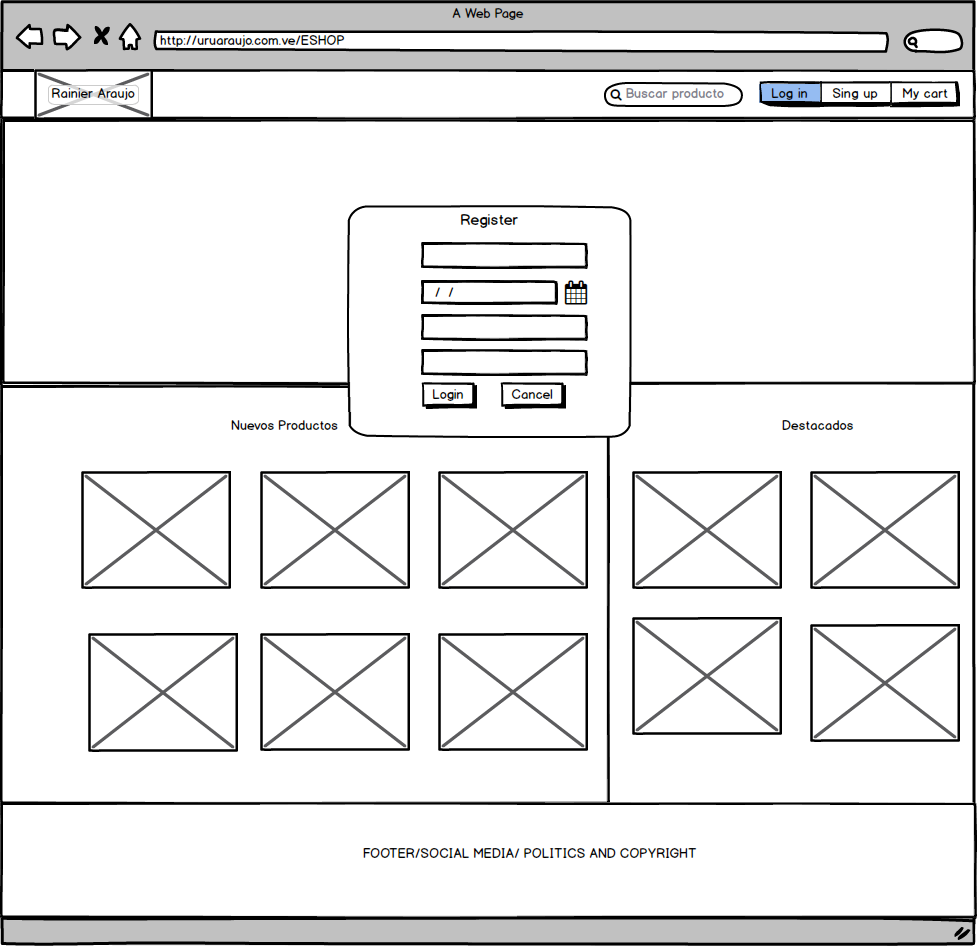 A Web Page
http://uruaraujo.com.ve/ESHOP
Rainier Araujo
Buscar producto
Log in
Sing up
My cart
Register
/ /
Login
Cancel
Nuevos Productos
Destacados
FOOTER/SOCIAL MEDIA/ POLITICS AND COPYRIGHT